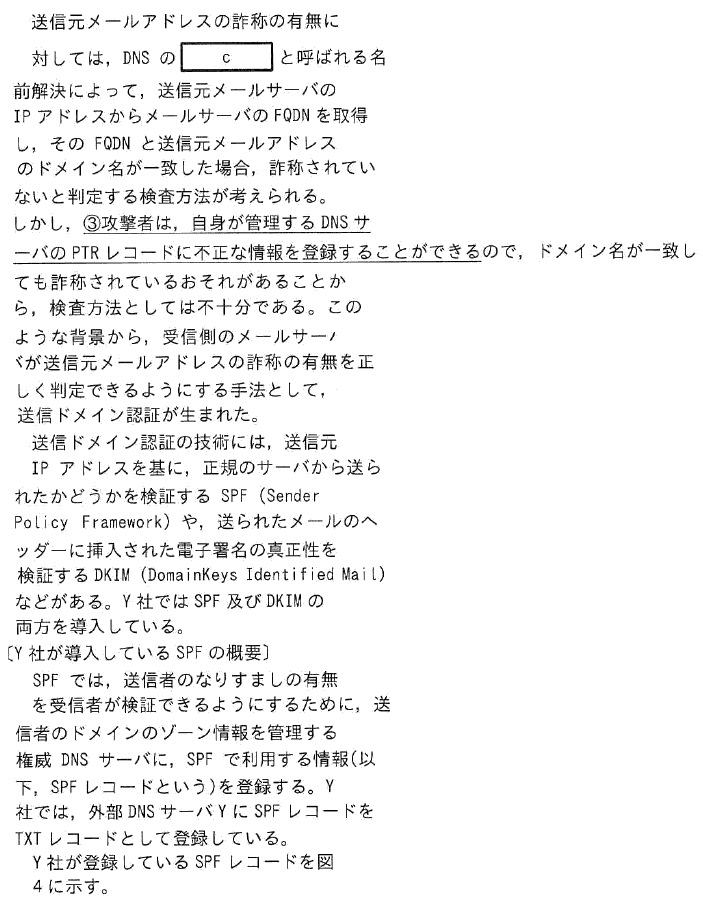 送信元メールアドレスの詐称の有無に
対しては，DNS の c と呼ばれる名
前解決によって，送信元メールサーバの
IP アドレスからメールサーバの FQDN を取得
し，その FQDN と送信元メールアドレス
のドメイン名が一致した場合，詐称されてい
ないと判定する検査方法が考えられる。
しかし，③攻撃者は，自身が管理する DNS サ
ーバの PTR レコードに不正な情報を登録することができるので，ドメイン名が一致し
ても詐称されているおそれがあることか
ら，検査方法としては不十分である。この
ような背景から，受信側のメールサー
バが送信元メールアドレスの詐称の有無を正
しく判定できるようにする手法として，
送信ドメイン認証が生まれた。
送信ドメイン認証の技術には，送信元
IP アドレスを基に，正規のサーバから送ら
れたかどうかを検証する SPF（Sender
Policy Framework）や，送られたメールのヘ
ッダーに挿入された電子署名の真正性を
検証する DKIM（DomainKeys Identified Mail）
などがある。Y 社では SPF 及び DKIM の
両方を導入している。
〔Y 社が導入している SPF の概要〕
SPF では，送信者のなりすましの有無
を受信者が検証できるようにするために，送
信者のドメインのゾーン情報を管理する
権威 DNS サーバに，SPF で利用する情報(以
下，SPF レコードという)を登録する。Y
社では，外部 DNS サーバ Y に SPF レコードを
TXT レコードとして登録している。
Y 社が登録している SPF レコードを図
4 に示す。